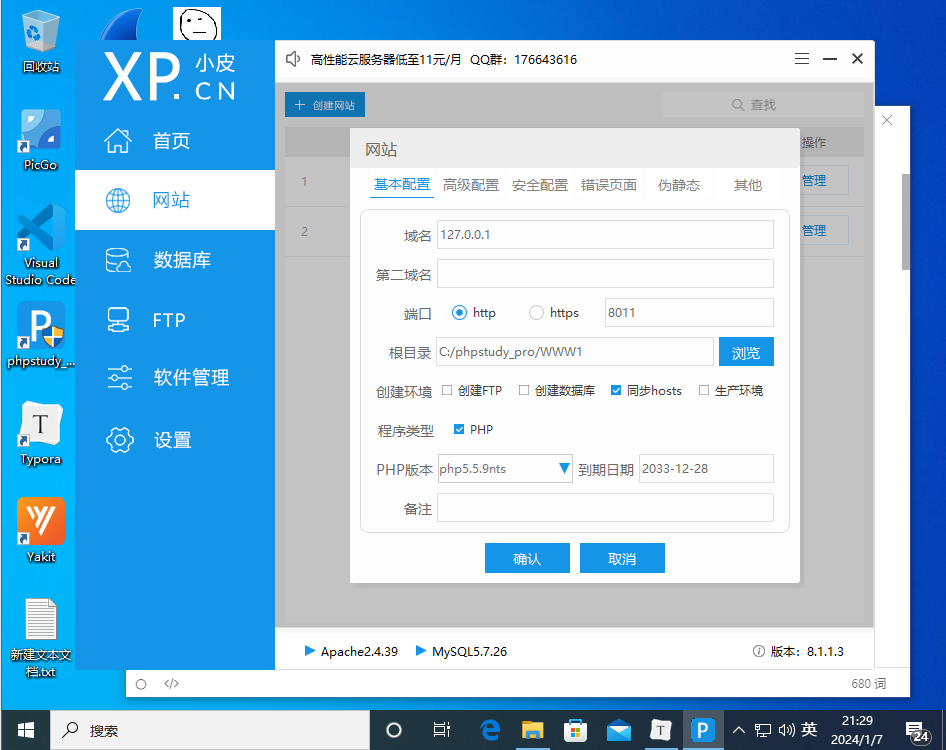 回收站
PicGo
Visual
Studio Code
phpstudy_...
Typora
Yakit
新建文本文
档.txt
XP.
小皮
CN
首页
网站
数据库
FTP
软件管理
设置
高性能云服务器低至11元/月 QQ群：176643616
创建网站
查找
操作
1
管理
2
管理
网站
基本配置 高级配置 安全配置 错误页面 伪静态 其他
域名 127.0.0.1
第二域名
端口 http https 8011
根目录 C:/phpstudy_pro/WWW1 浏览
创建环境 创建FTP 创建数据库 同步hosts 生产环境
程序类型 PHP
PHP版本 php5.5.9nts 到期日期 2033-12-28
备注
确认 取消
Apache2.4.39 MySQL5.7.26 版本：8.1.1.3
</> 680 词
搜索
英
21:29
2024/1/7
24